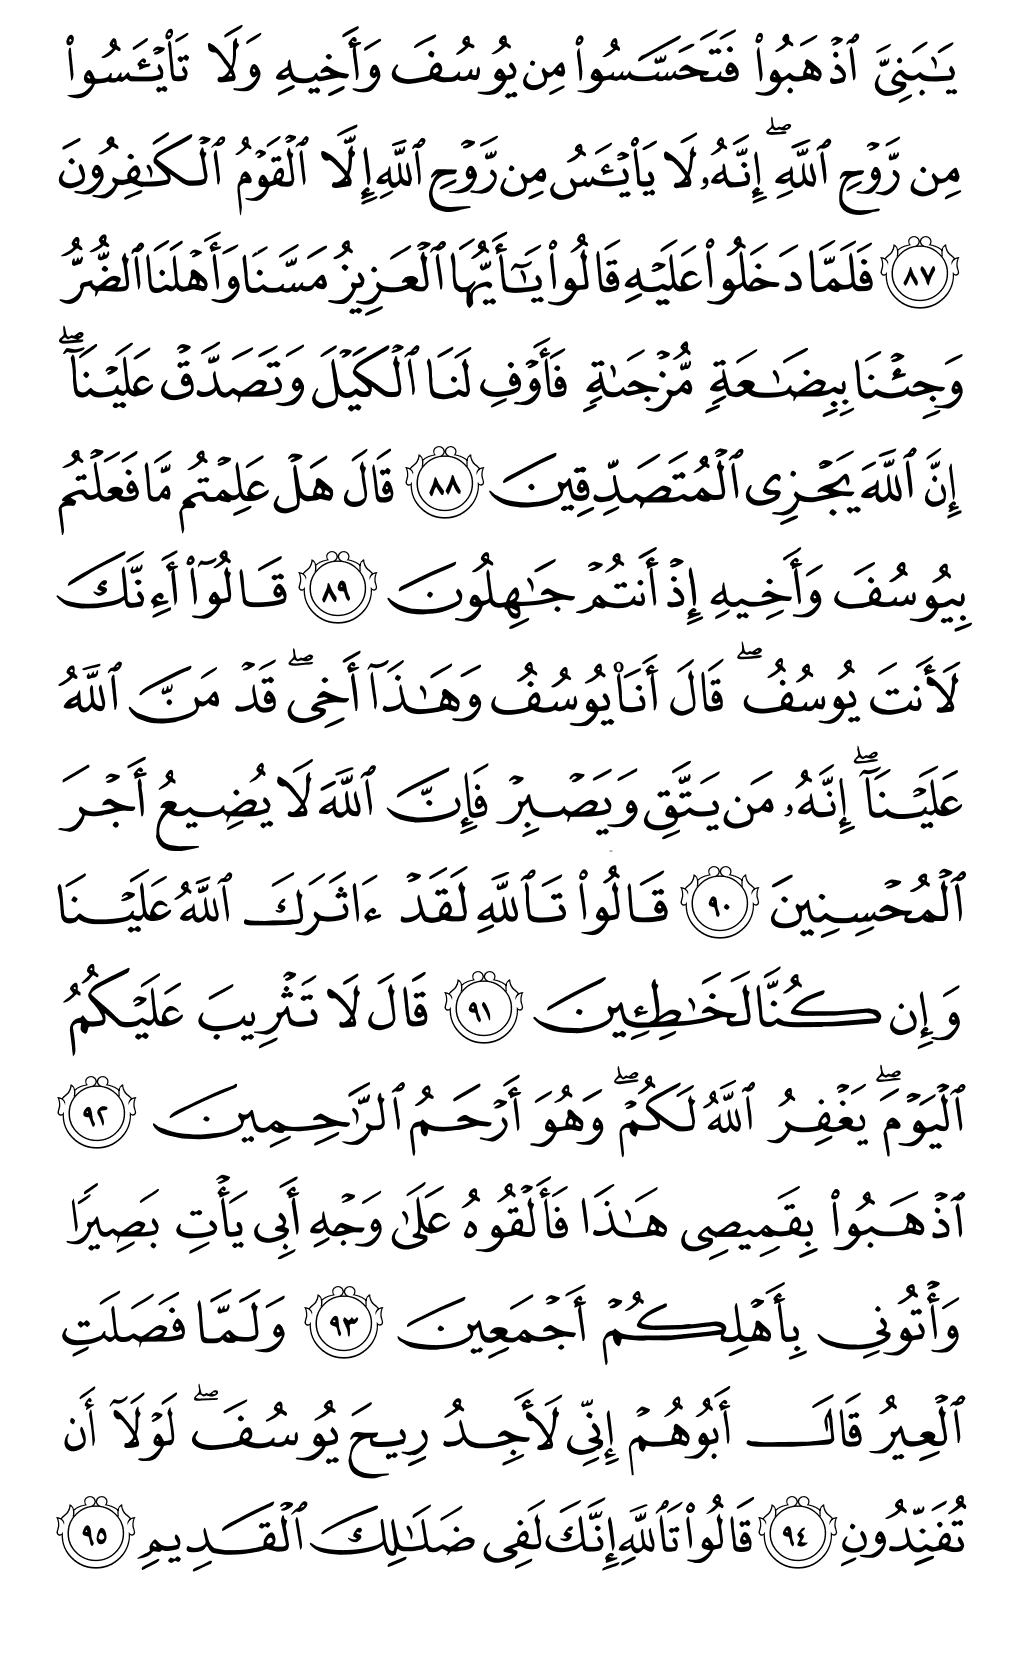 يَـٰبَنِىَّ ٱذْهَبُوا۟ فَتَحَسَّسُوا۟ مِن يُوسُفَ وَأَخِيهِ وَلَا تَا۟يْـَٔسُوا۟
مِن رَّوْحِ ٱللَّهِ ۖ إِنَّهُۥ لَا يَا۟يْـَٔسُ مِن رَّوْحِ ٱللَّهِ إِلَّا ٱلْقَوْمُ ٱلْكَـٰفِرُونَ
٨٧ فَلَمَّا دَخَلُوا۟ عَلَيْهِ قَالُوا۟ يَـٰٓأَيُّهَا ٱلْعَزِيزُ مَسَّنَا وَأَهْلَنَا ٱلضُّرُّ
وَجِئْنَا بِبِضَـٰعَةٍ مُّزْجَىٰةٍ فَأَوْفِ لَنَا ٱلْكَيْلَ وَتَصَدَّقْ عَلَيْنَآ ۖ
إِنَّ ٱللَّهَ يَجْزِى ٱلْمُتَصَدِّقِينَ ٨٨ قَالَ هَلْ عَلِمْتُم مَّا فَعَلْتُم
بِيُوسُفَ وَأَخِيهِ إِذْ أَنتُمْ جَـٰهِلُونَ ٨٩ قَالُوٓا۟ أَءِنَّكَ
لَأَنتَ يُوسُفُ ۖ قَالَ أَنَا۠ يُوسُفُ وَهَـٰذَآ أَخِى ۖ قَدْ مَنَّ ٱللَّهُ
عَلَيْنَآ ۖ إِنَّهُۥ مَن يَتَّقِ وَيَصْبِرْ فَإِنَّ ٱللَّهَ لَا يُضِيعُ أَجْرَ
ٱلْمُحْسِنِينَ ٩٠ قَالُوا۟ تَٱللَّهِ لَقَدْ ءَاثَرَكَ ٱللَّهُ عَلَيْنَا
وَإِن كُنَّا لَخَـٰطِـِٔينَ ٩١ قَالَ لَا تَثْرِيبَ عَلَيْكُمُ
ٱلْيَوْمَ ۖ يَغْفِرُ ٱللَّهُ لَكُمْ ۖ وَهُوَ أَرْحَمُ ٱلرَّٰحِمِينَ ٩٢
ٱذْهَبُوا۟ بِقَمِيصِى هَـٰذَا فَأَلْقُوهُ عَلَىٰ وَجْهِ أَبِى يَأْتِ بَصِيرًا
وَأْتُونِى بِأَهْلِكُمْ أَجْمَعِينَ ٩٣ وَلَمَّا فَصَلَتِ
ٱلْعِيرُ قَالَ أَبُوهُمْ إِنِّى لَأَجِدُ رِيحَ يُوسُفَ ۖ لَوْلَآ أَن
تُفَنِّدُونِ ٩٤ قَالُوا۟ تَٱللَّهِ إِنَّكَ لَفِى ضَلَـٰلِكَ ٱلْقَدِيمِ ٩٥